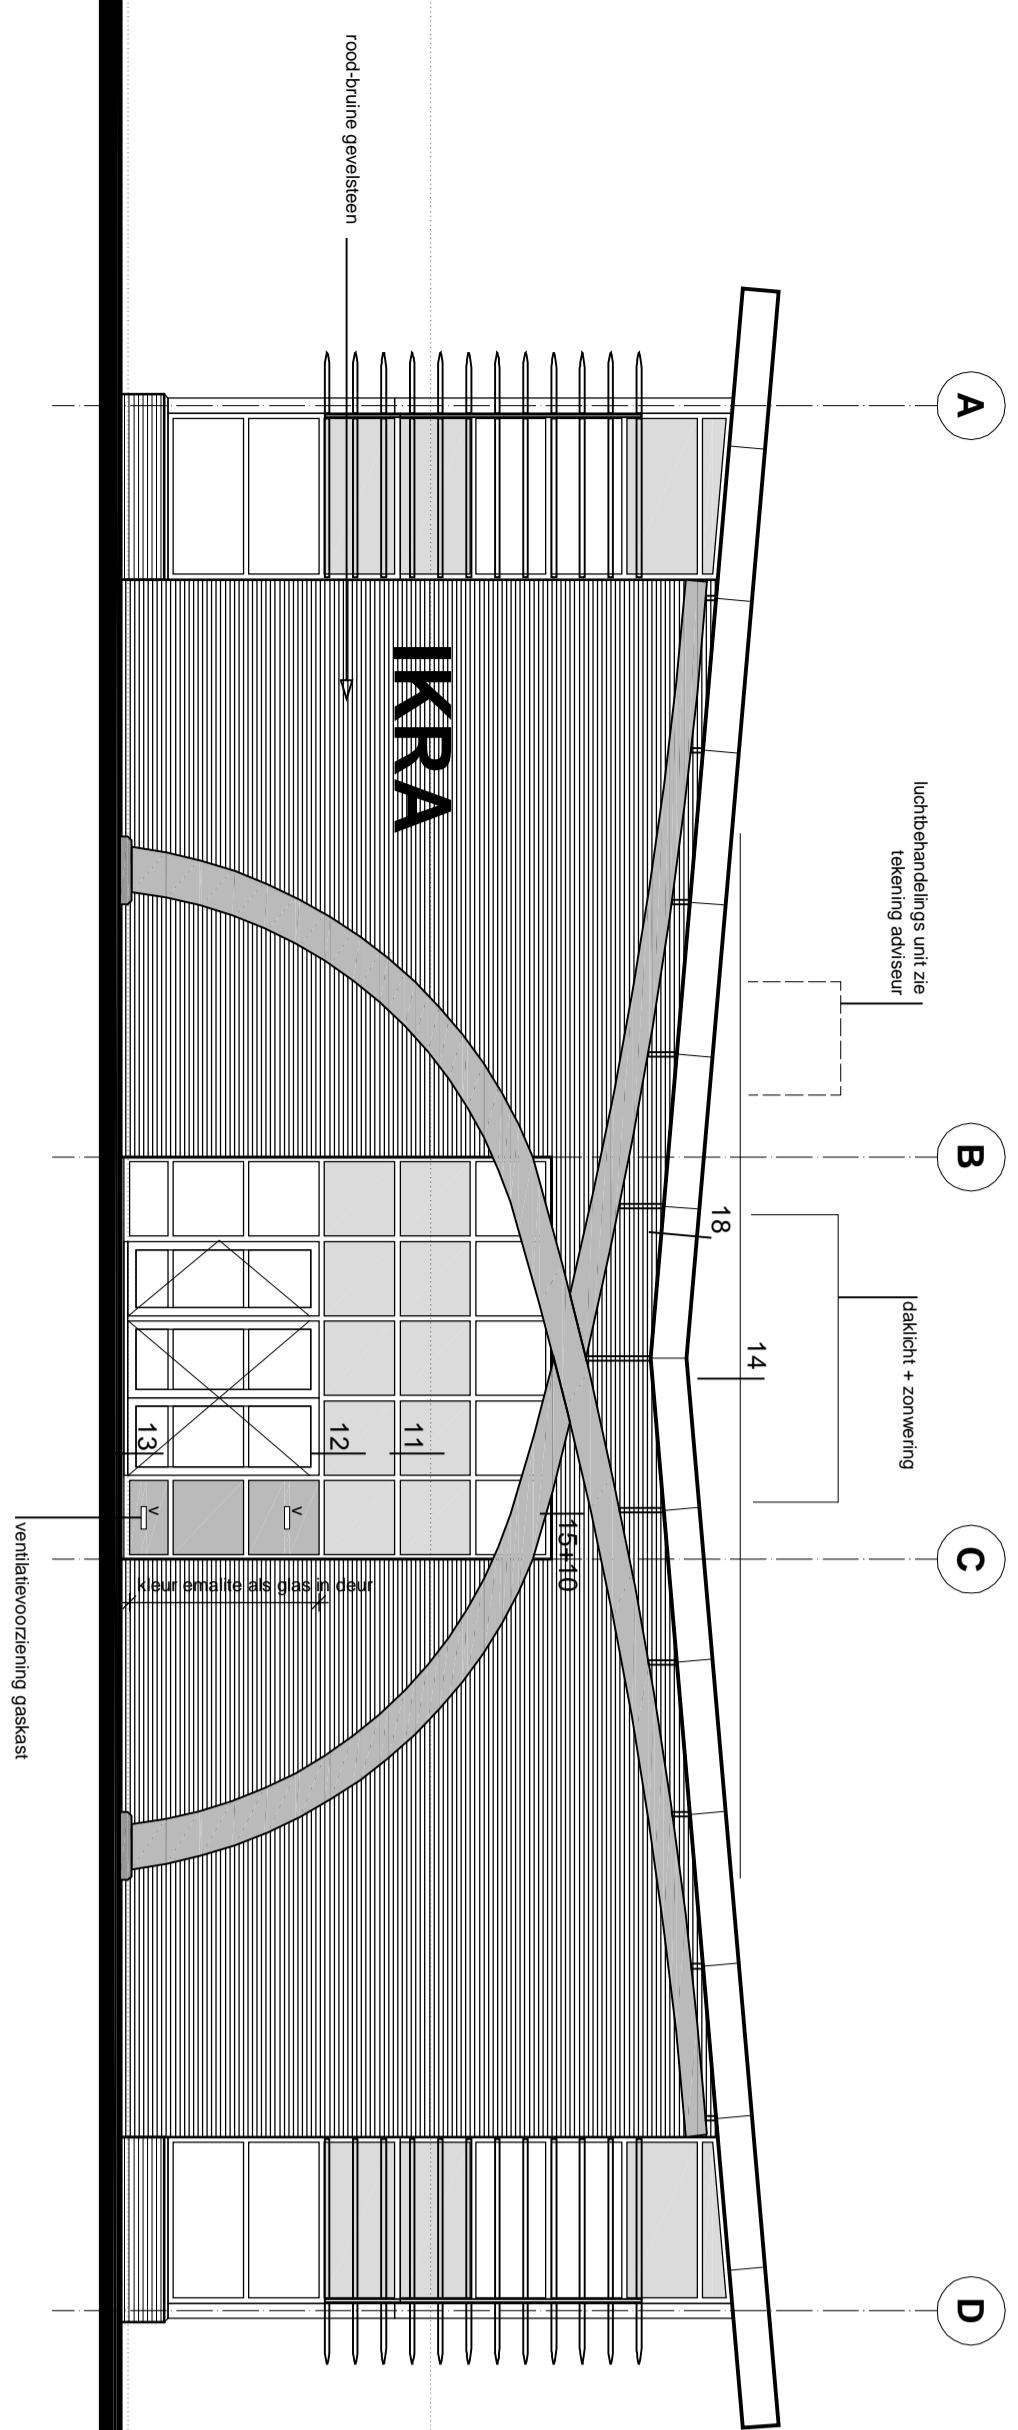 A
B
C
D
luchtbehandelings unit zie
tekening adviseur
daklicht + zonwering
14
18
15+10
rood-bruine gevelsteen
IKRA
11
12
13
v
v
kleur emalite als glas in deur
ventilatievoorziening gaskast